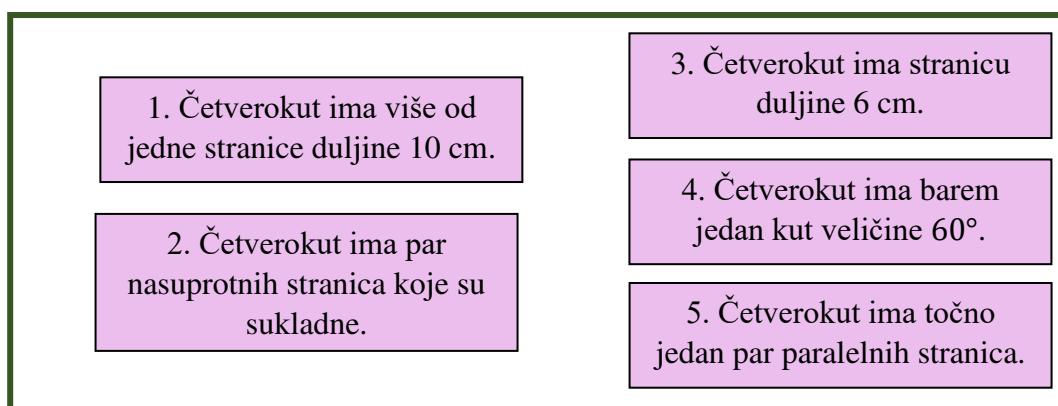 1. Četverokut ima više od
jedne stranice duljine 10 cm.
2. Četverokut ima par
nasuprotnih stranica koje su
sukladne.
3. Četverokut ima stranicu
duljine 6 cm.
4. Četverokut ima barem
jedan kut veličine 60°.
5. Četverokut ima točno
jedan par paralelnih stranica.